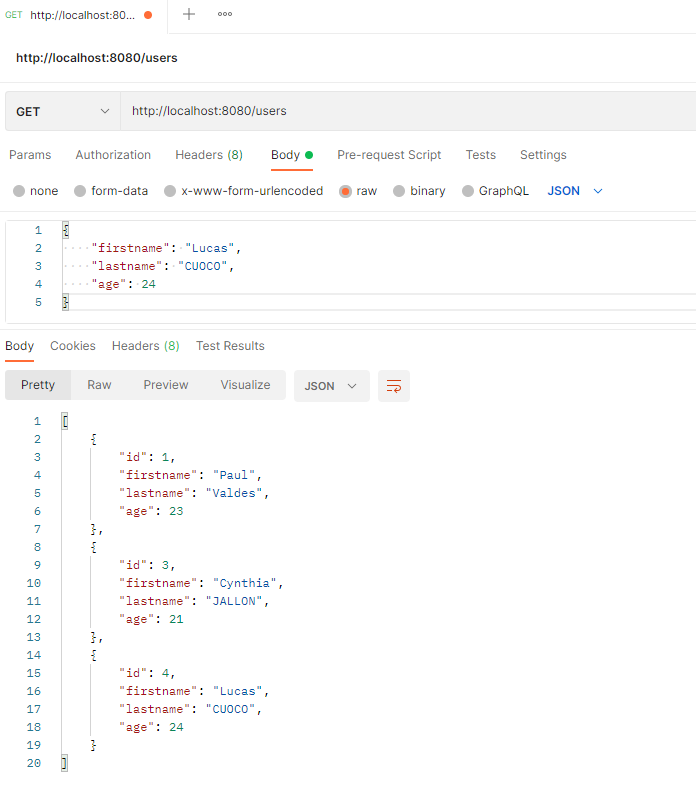 GET http://localhost:80...
http://localhost:8080/users
GET http://localhost:8080/users
Params Authorization Headers (8) Body Pre-request Script Tests Settings
none form-data x-www-form-urlencoded raw binary GraphQL JSON
1 {
2 "firstname": "Lucas",
3 "lastname": "CUOCO",
4 "age": 24
5 }
Body Cookies Headers (8) Test Results
Pretty Raw Preview Visualize JSON
1 [
2 {
3 "id": 1,
4 "firstname": "Paul",
5 "lastname": "Valdes",
6 "age": 23
7 },
8 {
9 "id": 3,
10 "firstname": "Cynthia",
11 "lastname": "JALLON",
12 "age": 21
13 },
14 {
15 "id": 4,
16 "firstname": "Lucas",
17 "lastname": "CUOCO",
18 "age": 24
19 }
20 ]